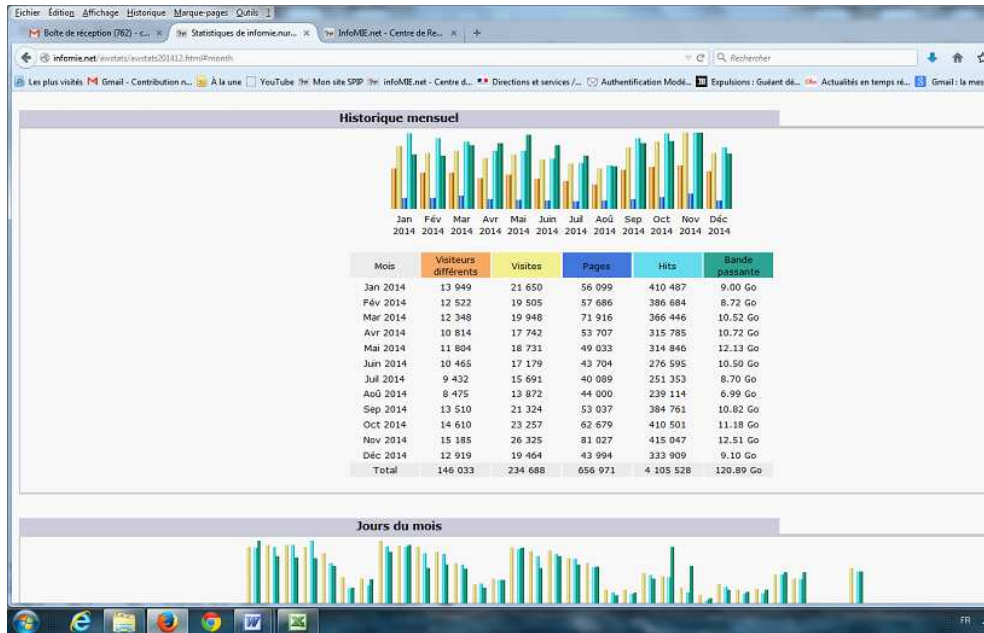 Fichier Édition Affichage Historique Marque-pages Outils ?
Boîte de réception (762) - c... × Statistiques de infomie.nur... × InfoMIE.net - Centre de Re... × +
infomie.net/awstats/awstats201412.html#month Rechercher
Les plus visités Gmail - Contribution n... À la une YouTube Mon site SPIP infoMIE.net - Centre d... Directions et services /... Authentification Modè... Expulsions : Guéant dé... Actualités en temps ré... Gmail : la mes
Historique mensuel
Jan Fév Mar Avr Mai Juin Juil Aoû Sep Oct Nov Déc
2014 2014 2014 2014 2014 2014 2014 2014 2014 2014 2014 2014
Mois Visiteurs différents Visites Pages Hits Bande passante
Jan 2014 13 949 21 650 56 099 410 487 9.00 Go
Fév 2014 12 522 19 505 57 686 386 684 8.72 Go
Mar 2014 12 348 19 948 71 916 366 446 10.52 Go
Avr 2014 10 814 17 742 53 707 315 785 10.72 Go
Mai 2014 11 804 18 731 49 033 314 846 12.13 Go
Juin 2014 10 465 17 179 43 704 276 595 10.50 Go
Juil 2014 9 432 15 691 40 089 251 353 8.70 Go
Aoû 2014 8 475 13 872 44 000 239 114 6.99 Go
Sep 2014 13 510 21 324 53 037 384 761 10.82 Go
Oct 2014 14 610 23 257 62 679 410 501 11.18 Go
Nov 2014 15 185 26 325 81 027 415 047 12.51 Go
Déc 2014 12 919 19 464 43 994 333 909 9.10 Go
Total 146 033 234 688 656 971 4 105 528 120.89 Go
Jours du mois
FR